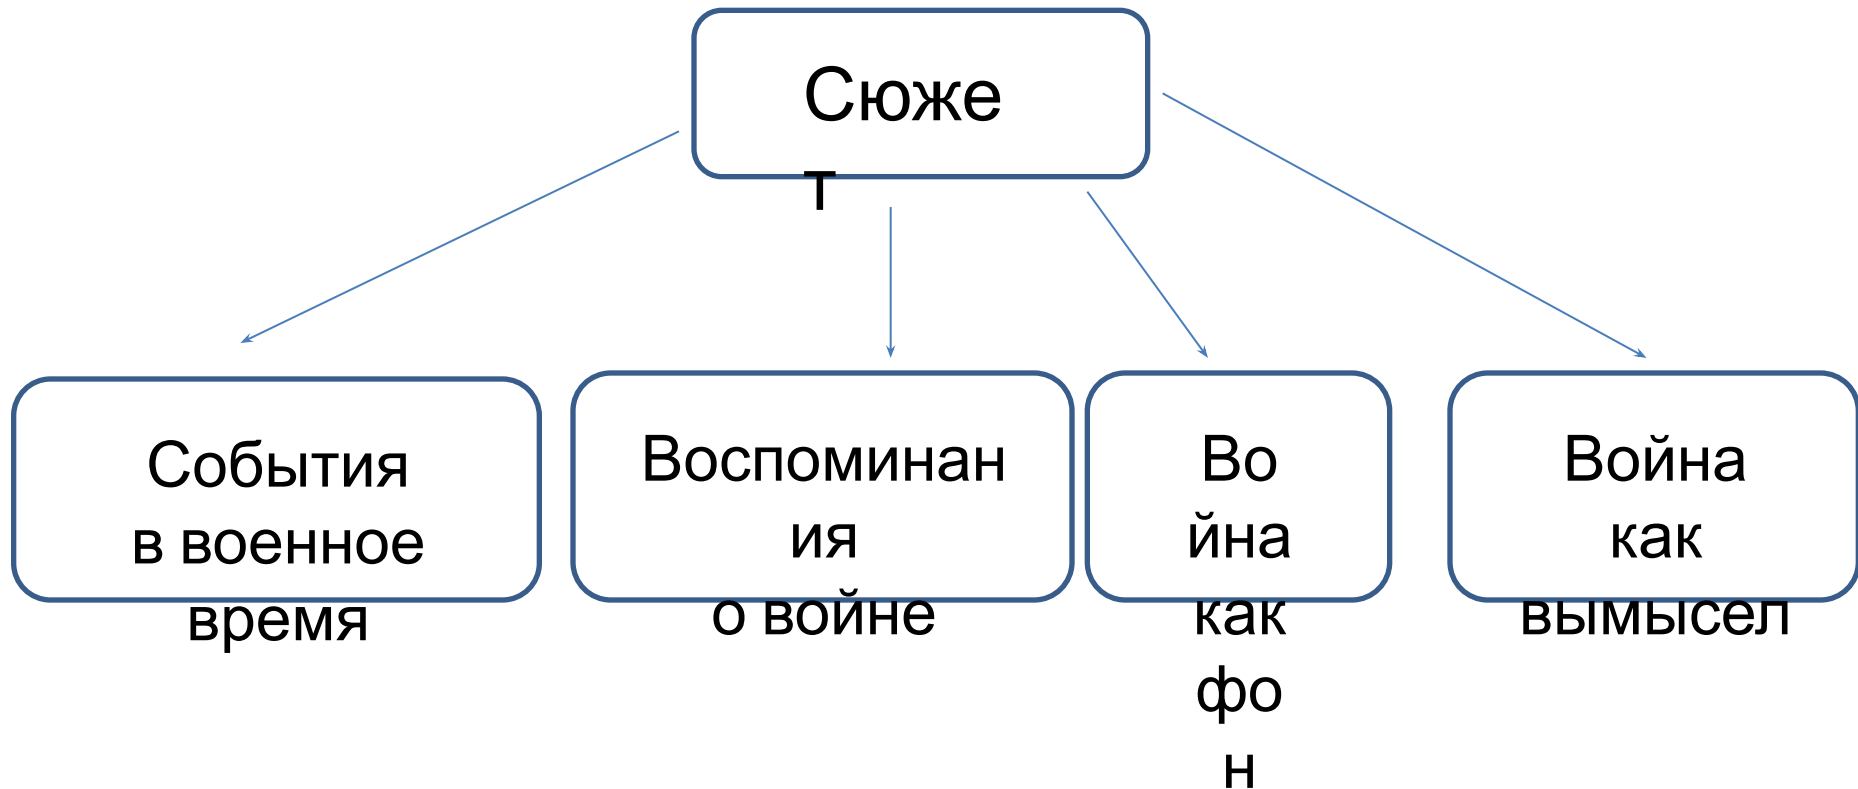 Сюже
т
События
в военное
время
Воспоминан
ия
о войне
Во
йна
как
фо
н
Война
как
вымысел